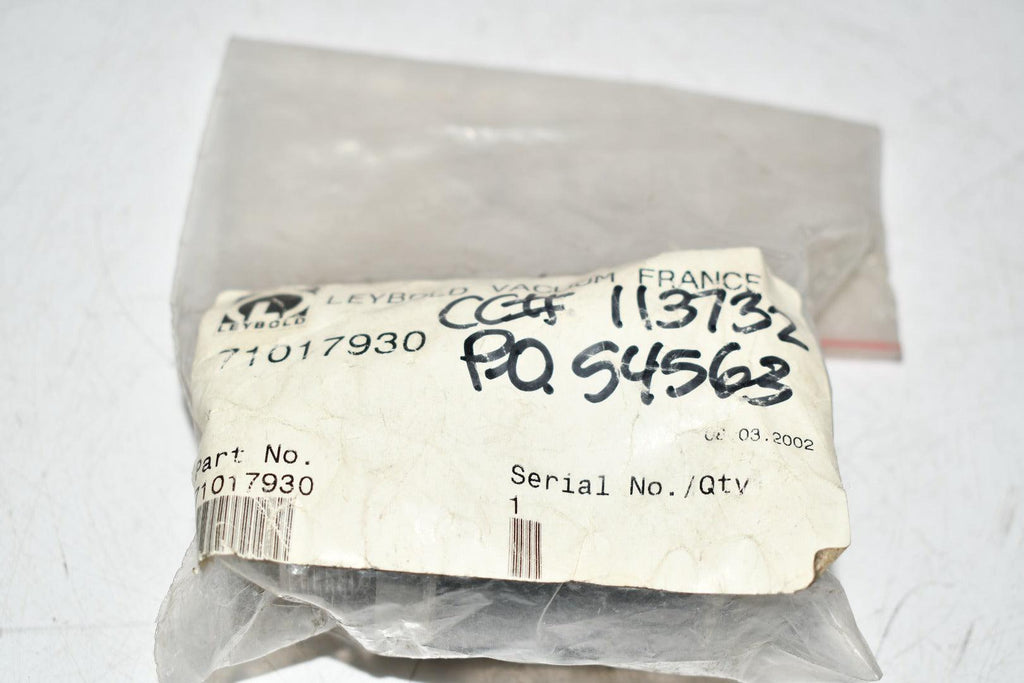 LEYBOLD VACUUM FRANCE
LEYBOLD
CC# 113732
71017930
P.O. 54563
03.2002
Part No.
71017930
Serial No./Qty
1